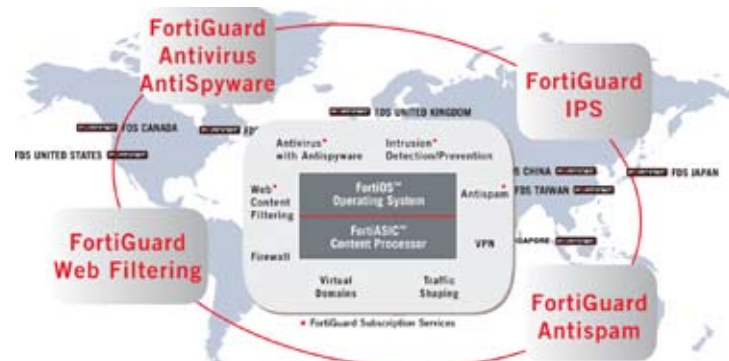 FortiGuard
Antivirus
AntiSpyware
FortiGuard
IPS
FDS UNITED KINGDOM
FDS CANADA
FDS UNITED STATES
Antivirus*
with Antispyware
Intrusion*
Detection/Prevention
S CHINA
FDS JAPAN
FDS TAIWAN
Web*
Content
Filtering
FortiOS™
Operating System
Antispam*
FortiASIC™
Content Processor
FortiGuard
Web Filtering
Firewall
VPN
Virtual
Domains
Traffic
Shaping
FortiGuard
Antispam
* FortiGuard Subscription Services